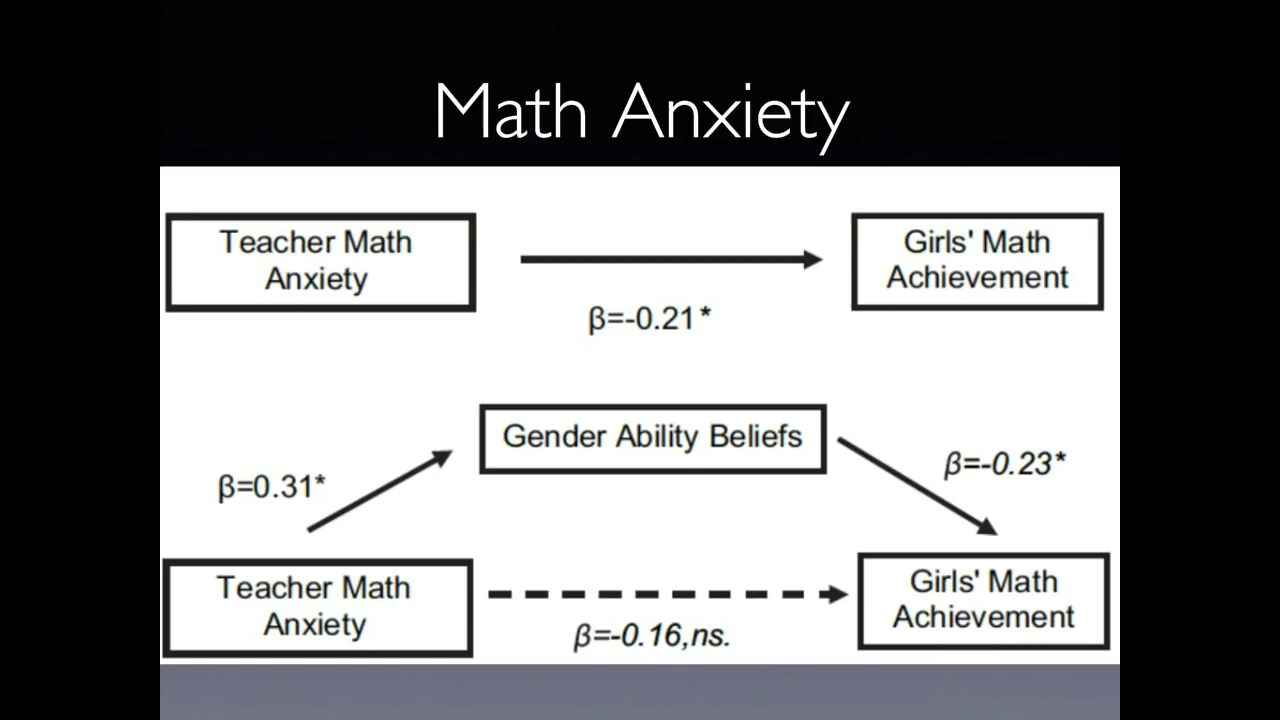 Math Anxiety
Teacher Math
Anxiety
β=-0.21*
Girls' Math
Achievement
Gender Ability Beliefs
β=0.31*
β=-0.23*
Teacher Math
Anxiety
β=-0.16,ns.
Girls' Math
Achievement